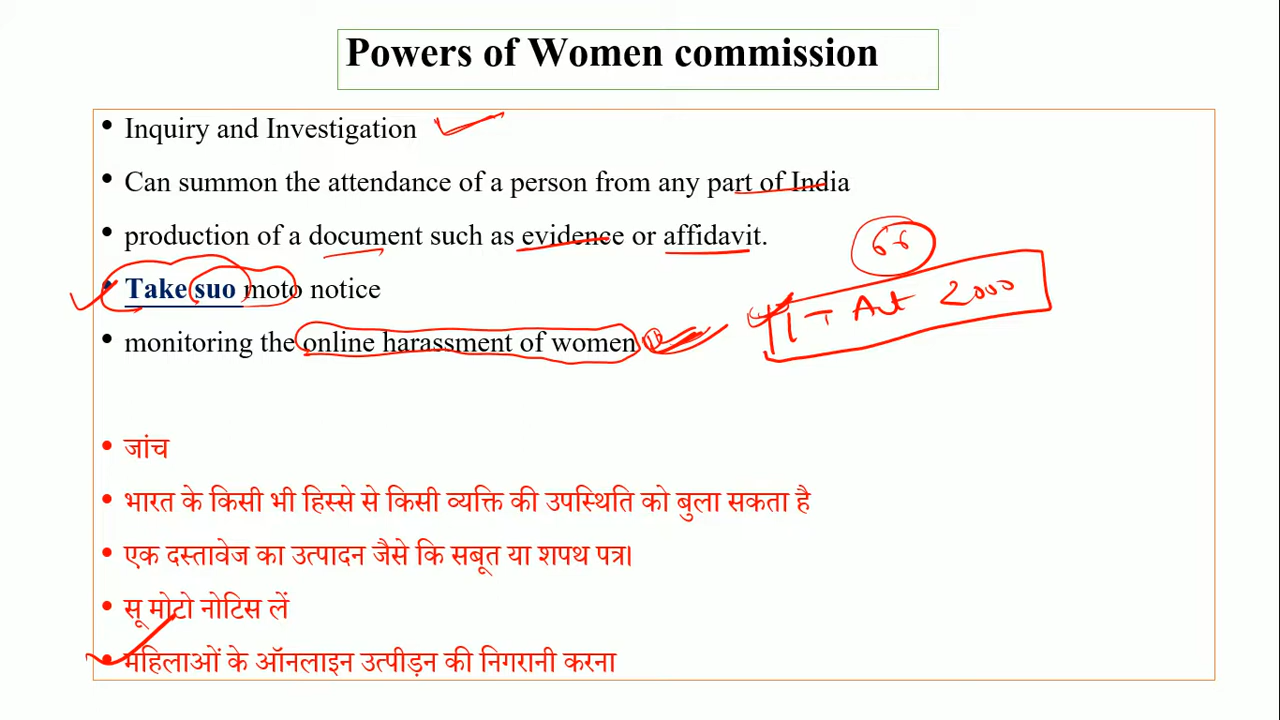 Powers of Women commission
• Inquiry and Investigation
• Can summon the attendance of a person from any part of India
• production of a document such as evidence or affidavit.
66
• Take suo moto notice
IT Act 2000
• monitoring the online harassment of women
• जांच
• भारत के किसी भी हिस्से से किसी व्यक्ति की उपस्थिति को बुला सकता है
• एक दस्तावेज का उत्पादन जैसे कि सबूत या शपथ पत्र।
• सू मोटो नोटिस लें
• महिलाओं के ऑनलाइन उत्पीड़न की निगरानी करना